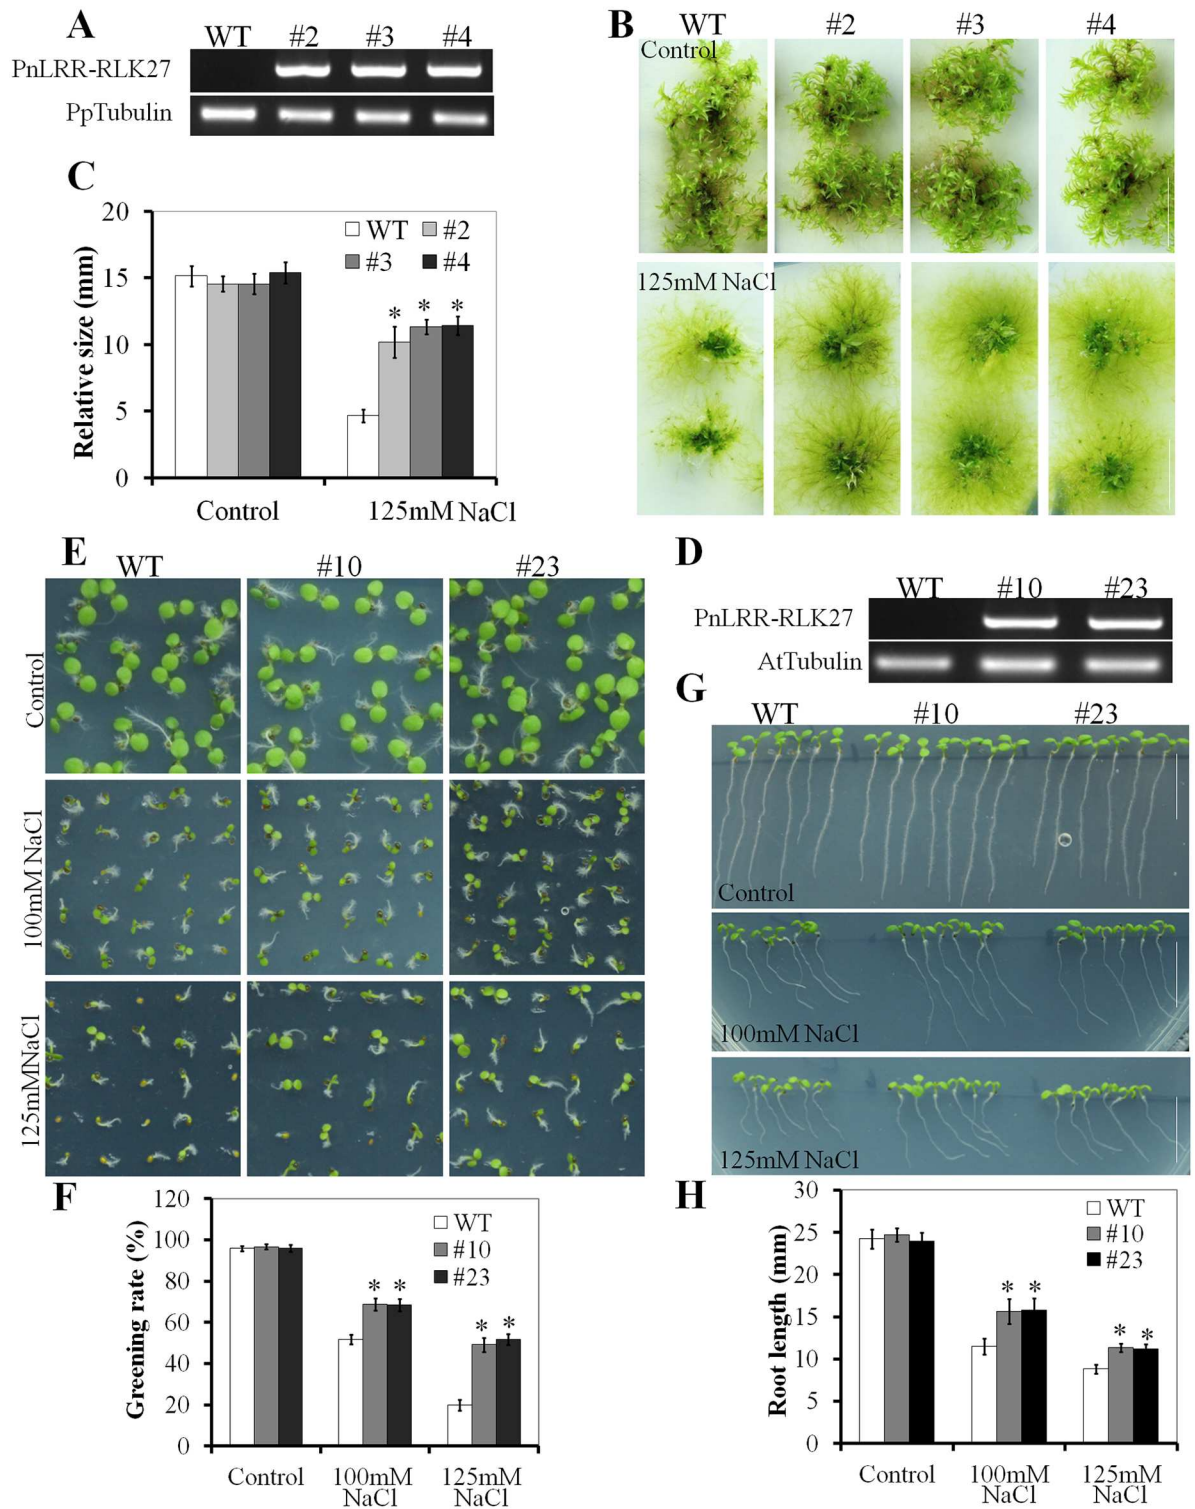 A
WT #2 #3 #4
PnLRR-RLK27
PpTubulin
B
WT #2 #3 #4
Control
125mM NaCl
C
Relative size (mm)
20
15
10
5
0
WT #2
#3 #4
* * *
Control 125mM NaCl
E
WT #10 #23
Control
100mM NaCl
125mMNaCl
D
WT #10 #23
PnLRR-RLK27
AtTubulin
G
WT #10 #23
Control
100mM NaCl
125mM NaCl
F
Greening rate (%)
120
100
80
60
40
20
0
WT
#10
#23
* *
* *
Control 100mM NaCl 125mM NaCl
H
Root length (mm)
30
25
20
15
10
5
0
WT
#10
#23
* *
* *
Control 100mM NaCl 125mM NaCl